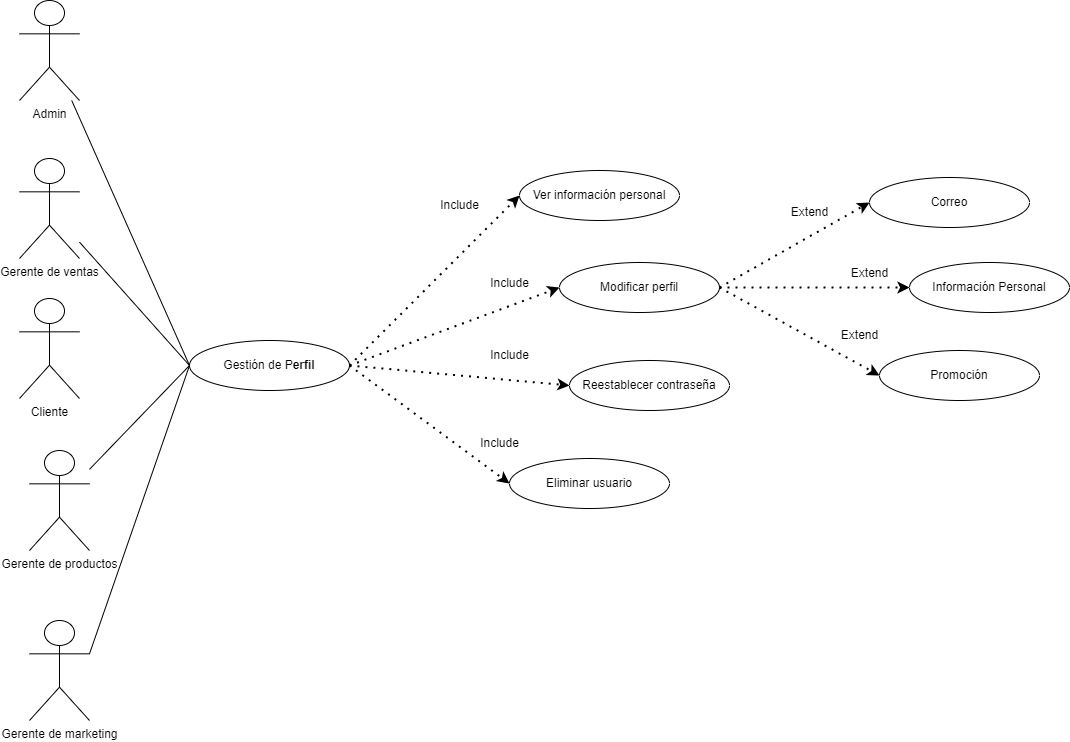 Admin
Gerente de ventas
Cliente
Gerente de productos
Gerente de marketing
Gestión de Perfil
Include
Include
Include
Include
Ver información personal
Modificar perfil
Reestablecer contraseña
Eliminar usuario
Extend
Extend
Extend
Correo
Información Personal
Promoción